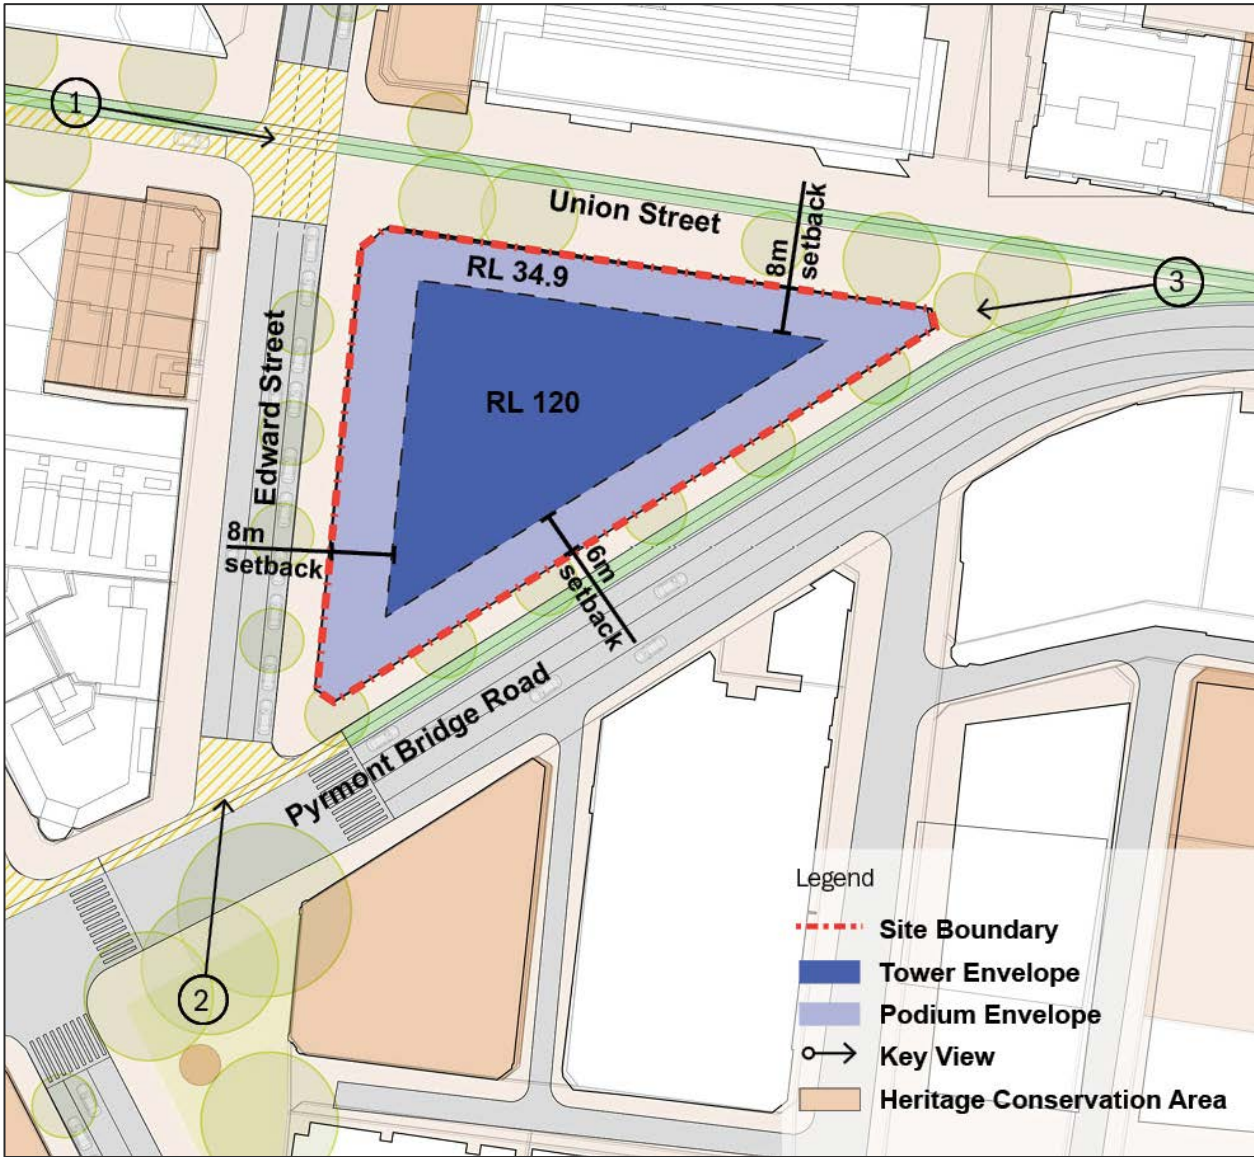 1
Union Street
8m
setback
RL 34.9
3
RL 120
Edward Street
8m
setback
6m
setback
Pyrmont Bridge Road
2
Legend
Site Boundary
Tower Envelope
Podium Envelope
Key View
Heritage Conservation Area